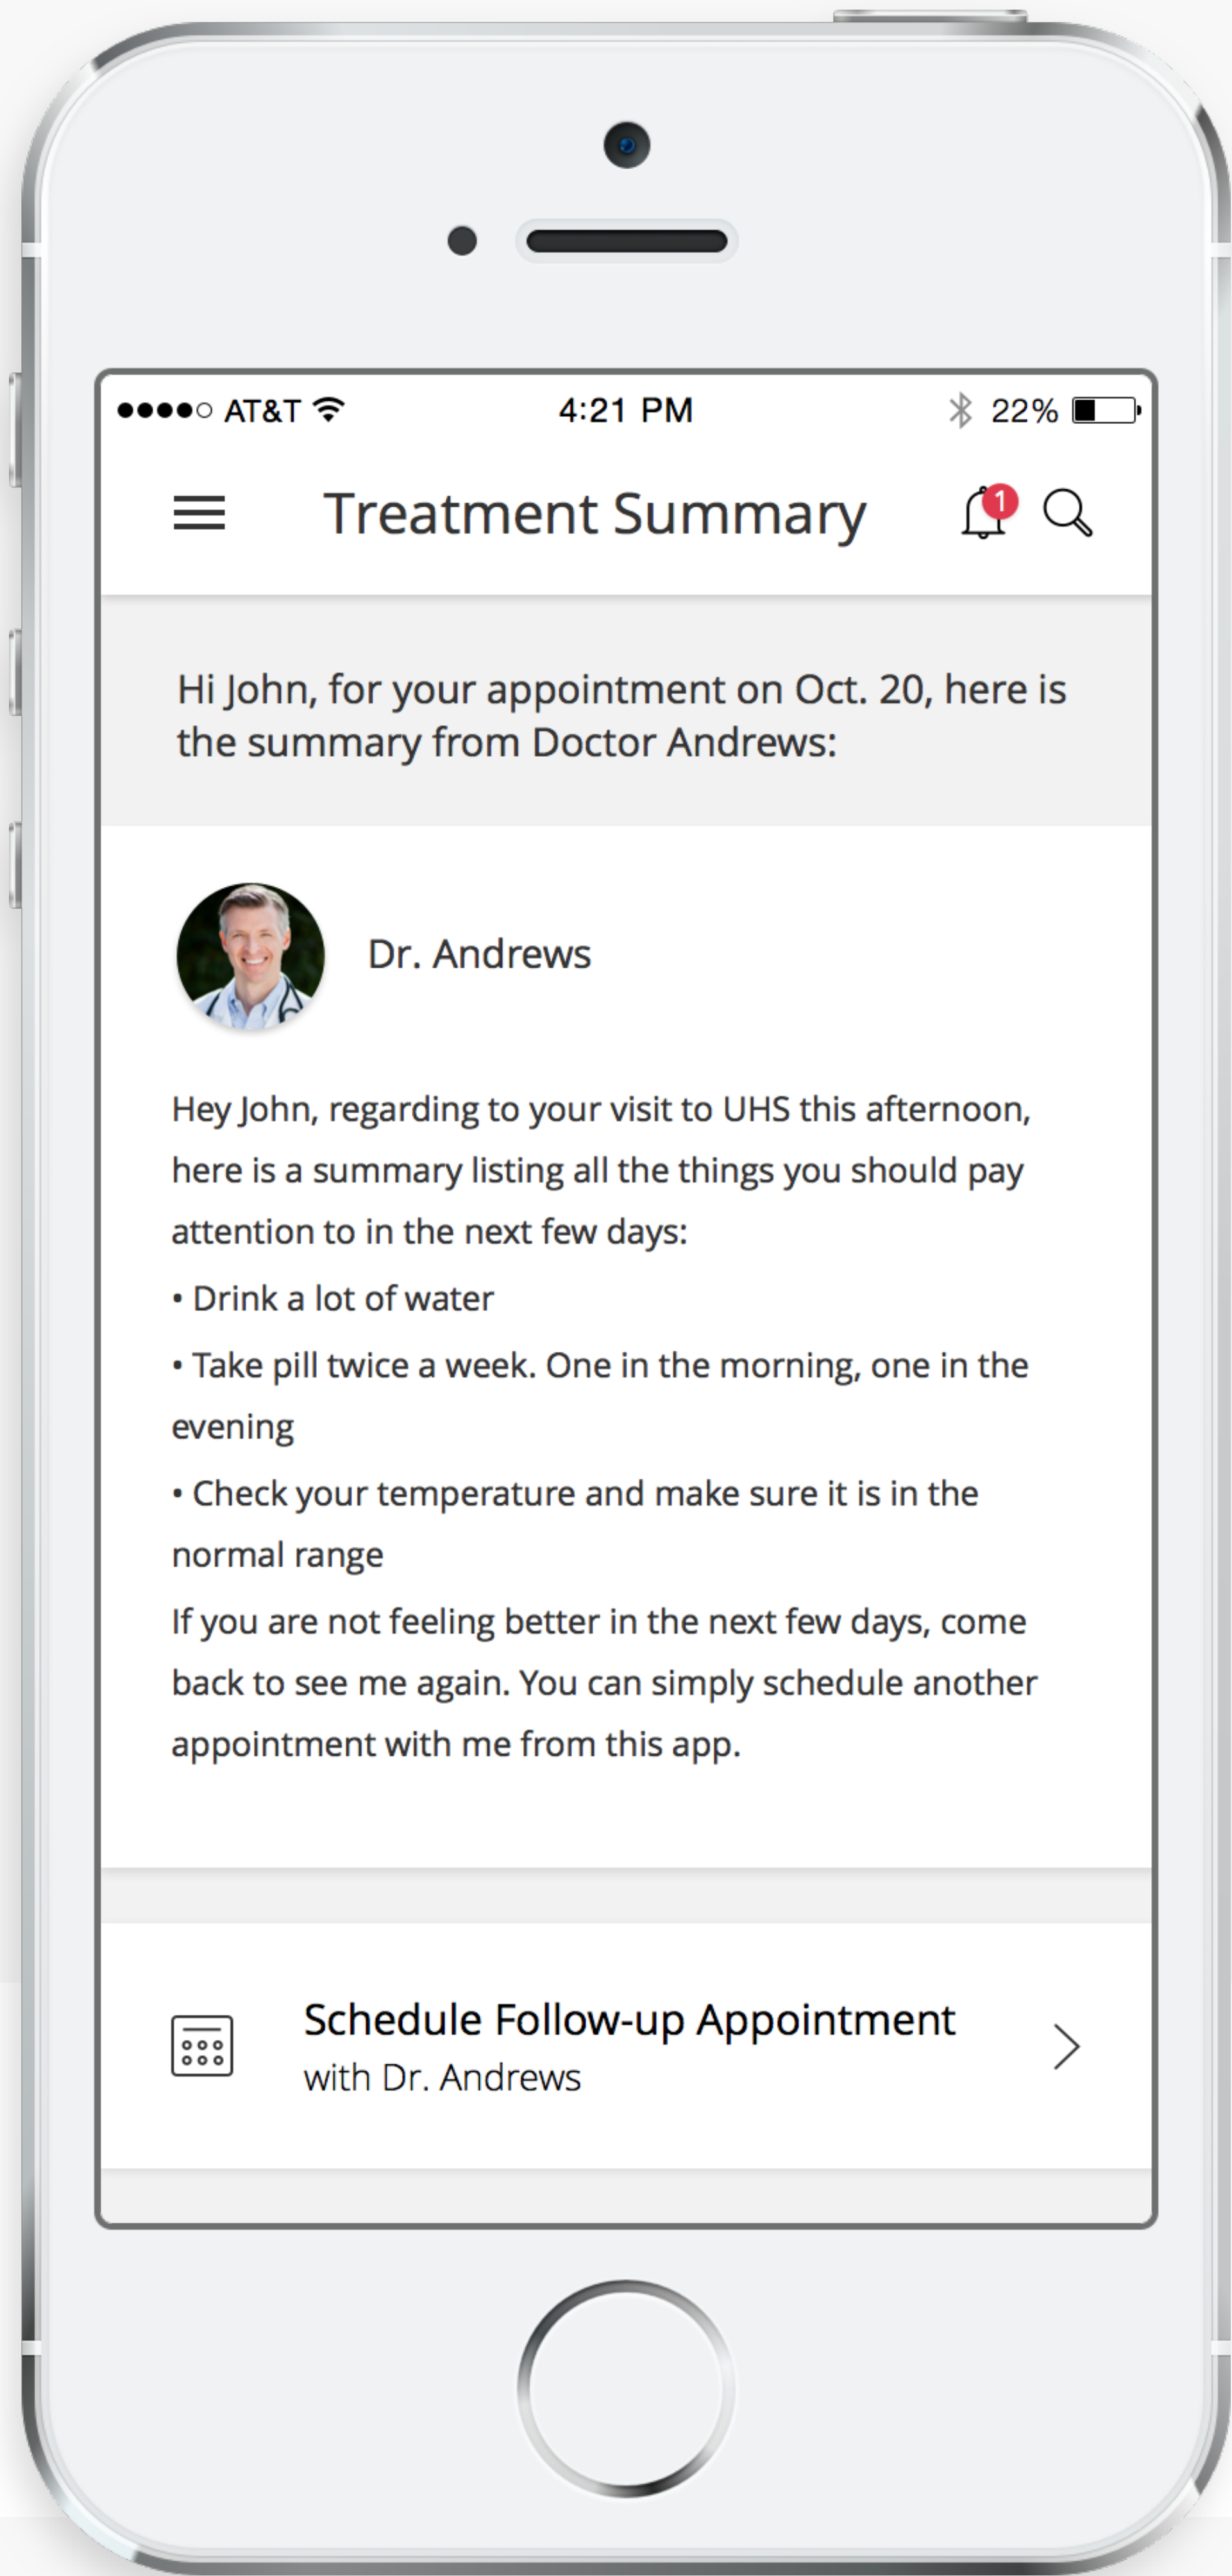 AT&T 4:21 PM 22%
Treatment Summary 1
Hi John, for your appointment on Oct. 20, here is
the summary from Doctor Andrews:
Dr. Andrews
Hey John, regarding to your visit to UHS this afternoon,
here is a summary listing all the things you should pay
attention to in the next few days:
• Drink a lot of water
• Take pill twice a week. One in the morning, one in the
evening
• Check your temperature and make sure it is in the
normal range
If you are not feeling better in the next few days, come
back to see me again. You can simply schedule another
appointment with me from this app.
Schedule Follow-up Appointment
with Dr. Andrews